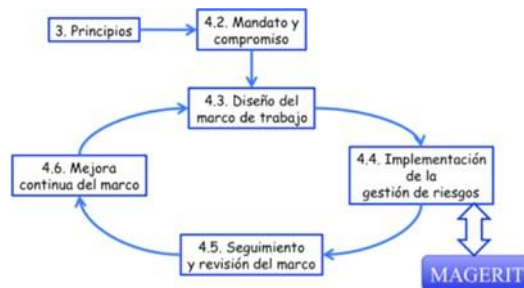 3. Principios
4.2. Mandato y
compromiso
4.3. Diseño del
marco de trabajo
4.6. Mejora
continua del marco
4.4. Implementación
de la
gestión de riesgos
4.5. Seguimiento
y revisión del marco
MAGERIT